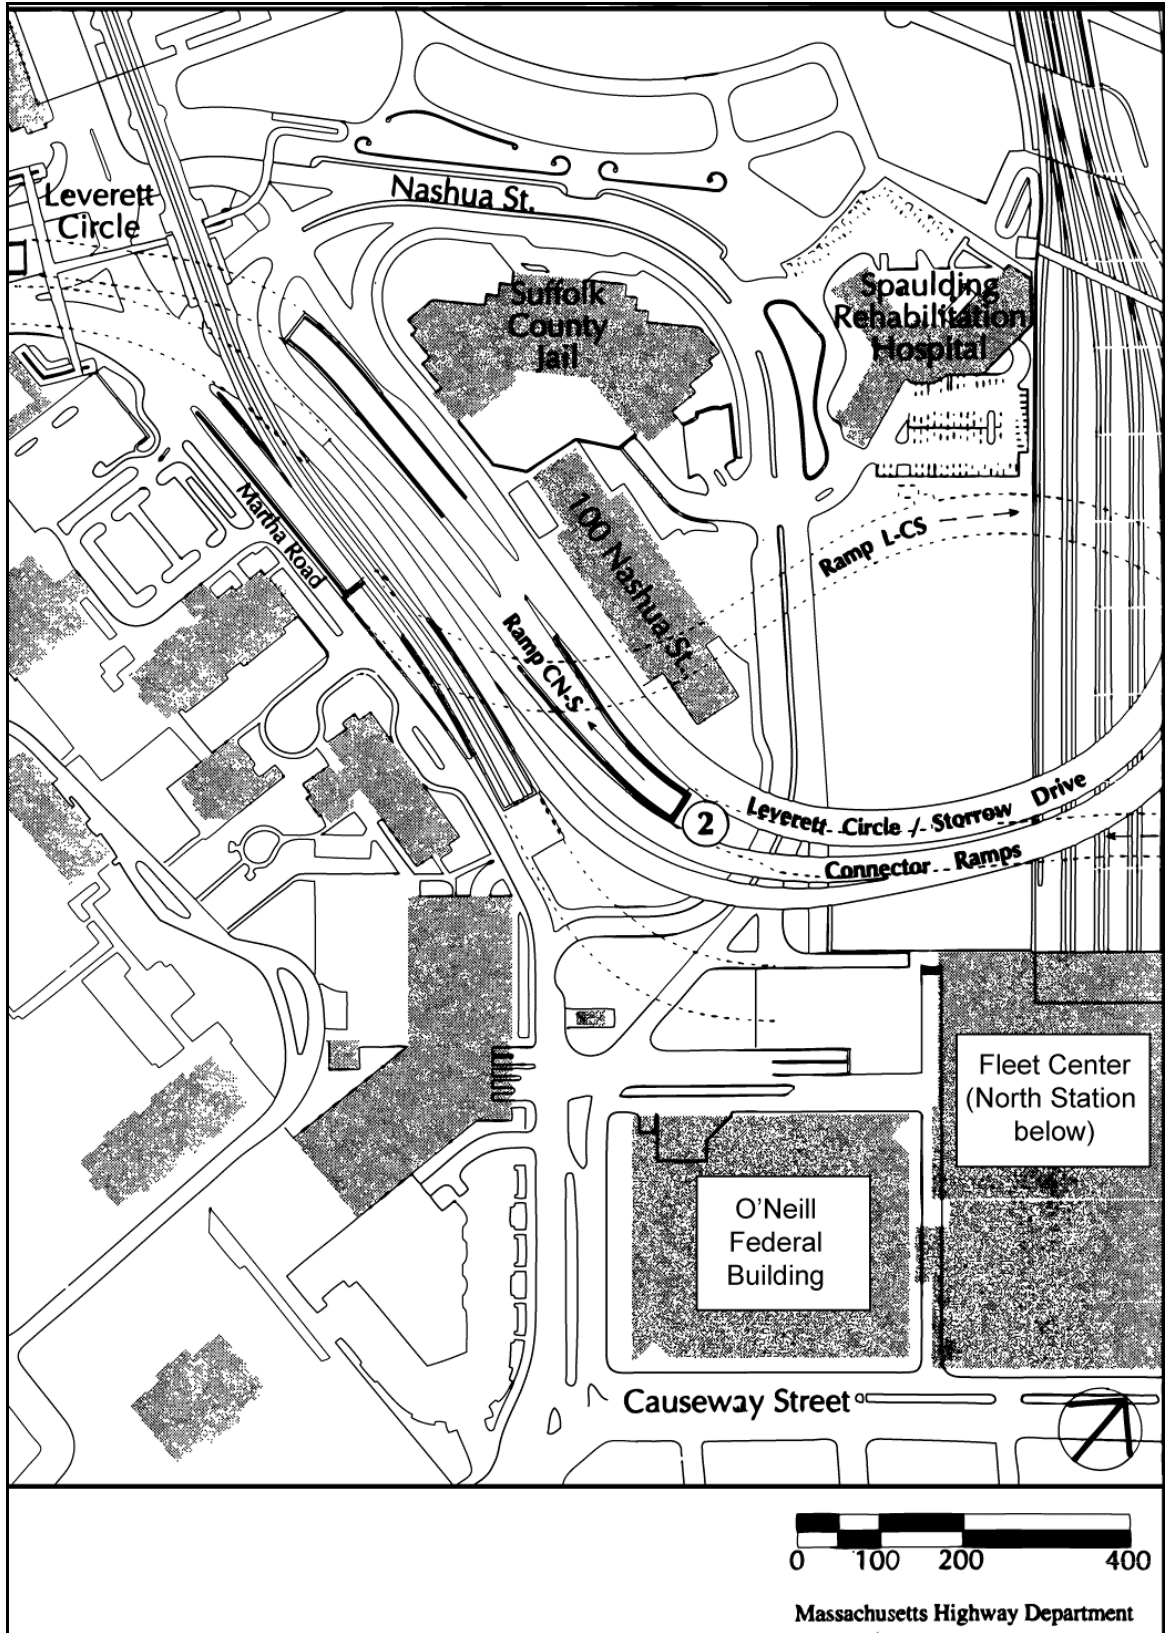 Leverett
Circle
Nashua St.
Suffolk
County
Jail
Spaulding
Rehabilitation
Hospital
Martha Road
100 Nashua St.
Ramp L-CS
Ramp CN-S
2
Leverett Circle / Storrow Drive
Connector Ramps
Fleet Center
(North Station
below)
O'Neill
Federal
Building
Causeway Street
0 100 200 400
Massachusetts Highway Department